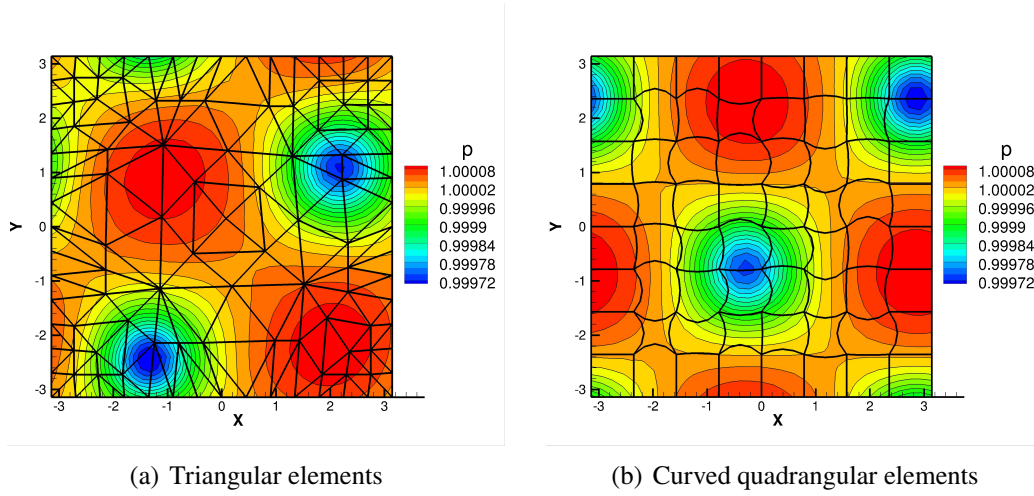 3
2
1
0
-1
-2
-3
Y
-3 -2 -1 0 1 2 3
X
p
1.00008
1.00002
0.99996
0.9999
0.99984
0.99978
0.99972
(a) Triangular elements
3
2
1
0
-1
-2
-3
Y
-3 -2 -1 0 1 2 3
X
p
1.00008
1.00002
0.99996
0.9999
0.99984
0.99978
0.99972
(b) Curved quadrangular elements